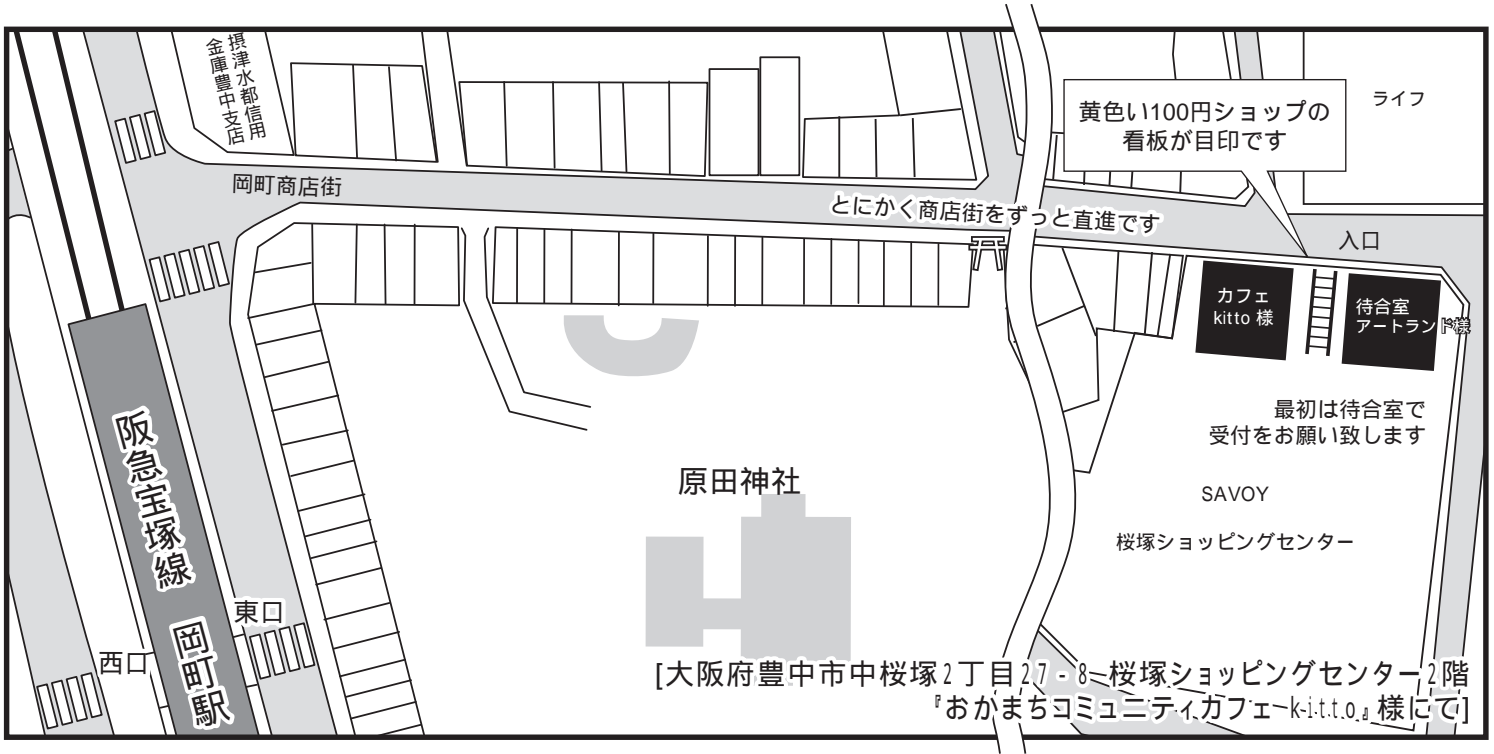 摂津水都信用
金庫豊中支店
岡町商店街
とにかく商店街をずっと直進です
黄色い100円ショップの
看板が目印です
ライフ
入口
カフェ
kitto 様
待合室
アートランド様
最初は待合室で
受付をお願い致します
SAVOY
桜塚ショッピングセンター
原田神社
阪急宝塚線 岡町駅
東口
西口
[大阪府豊中市中桜塚2丁目27-8 桜塚ショッピングセンター2階
『おかまちコミュニティカフェ k-i.t.t.o』様にて]